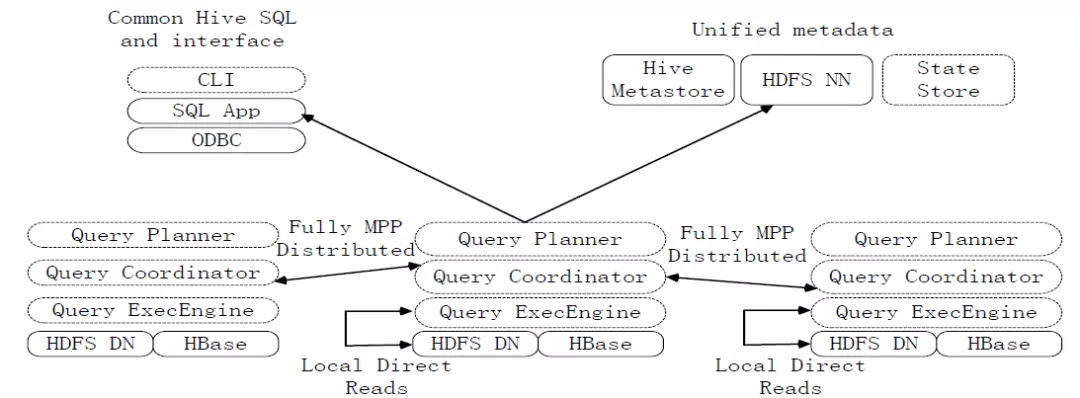 Common Hive SQL
and interface
CLI
SQL App
ODBC
Unified metadata
Hive
Metastore
HDFS NN
State
Store
Query Planner
Query Coordinator
Query ExecEngine
HDFS DN
HBase
Fully MPP
Distributed
Query Planner
Query Coordinator
Query ExecEngine
HDFS DN
HBase
Local Direct
Reads
Fully MPP
Distributed
Query Planner
Query Coordinator
Query ExecEngine
HDFS DN
HBase
Local Direct
Reads